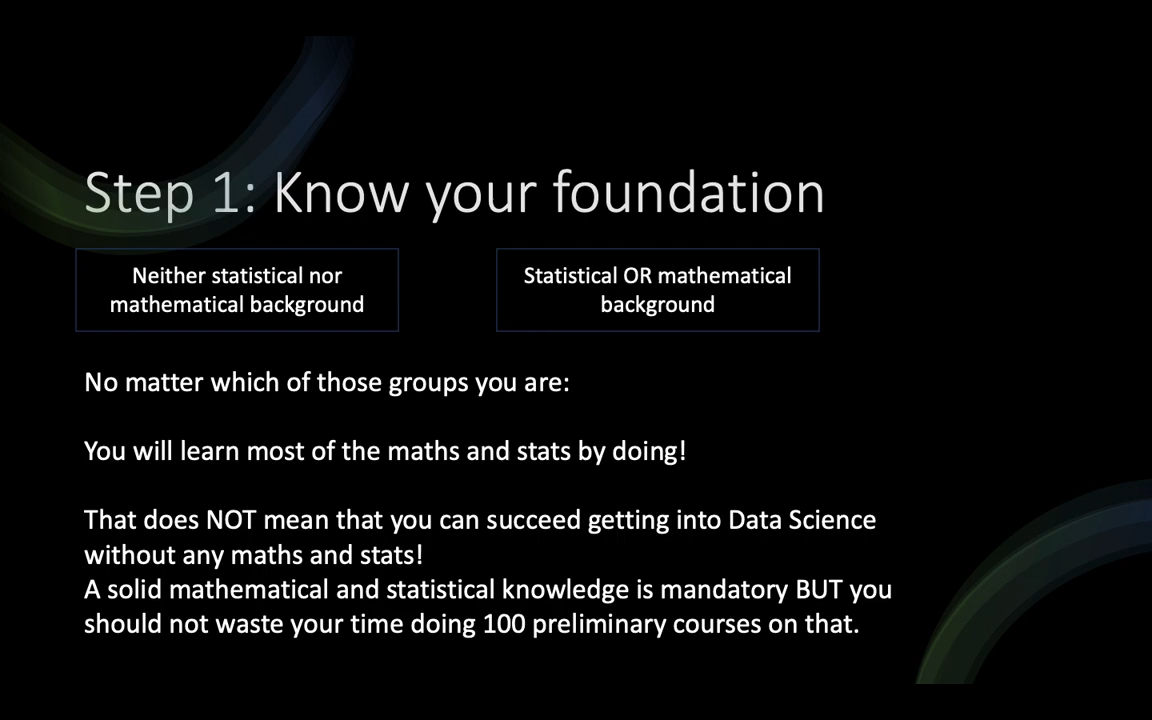 Step 1: Know your foundation
Neither statistical nor
mathematical background
Statistical OR mathematical
background
No matter which of those groups you are:
You will learn most of the maths and stats by doing!
That does NOT mean that you can succeed getting into Data Science
without any maths and stats!
A solid mathematical and statistical knowledge is mandatory BUT you
should not waste your time doing 100 preliminary courses on that.